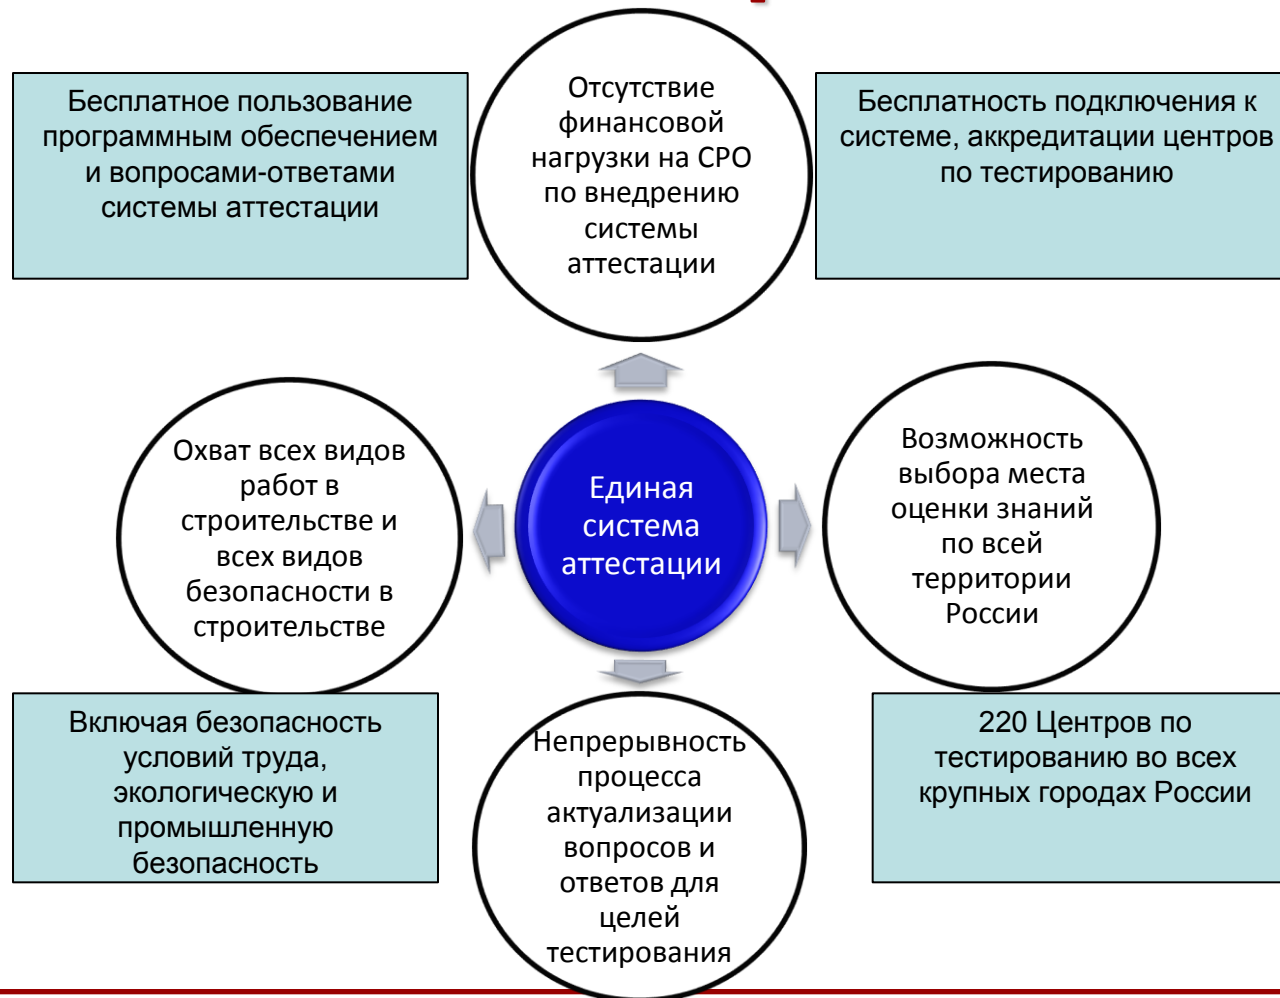 Бесплатное пользование
программным обеспечением
и вопросами-ответами
системы аттестации
Отсутствие
финансовой
нагрузки на СРО
по внедрению
системы
аттестации
Бесплатность подключения к
системе, аккредитации центров
по тестированию
Охват всех видов
работ в
строительстве и
всех видов
безопасности в
строительстве
Единая
система
аттестации
Возможность
выбора места
оценки знаний
по всей
территории
России
Включая безопасность
условий труда,
экологическую и
промышленную
безопасность
Непрерывность
процесса
актуализации
вопросов и
ответов для
целей
тестирования
220 Центров по
тестированию во всех
крупных городах России